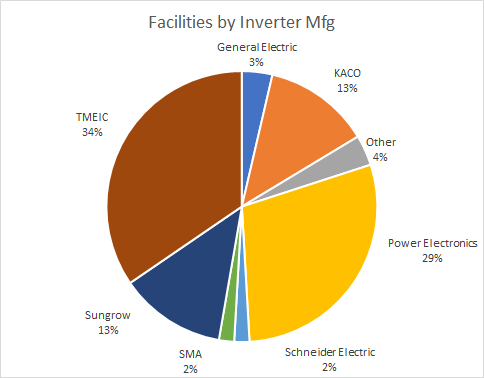 Facilities by Inverter Mfg
General Electric
3%
KACO
13%
Other
4%
Power Electronics
29%
Schneider Electric
2%
SMA
2%
Sungrow
13%
TMEIC
34%